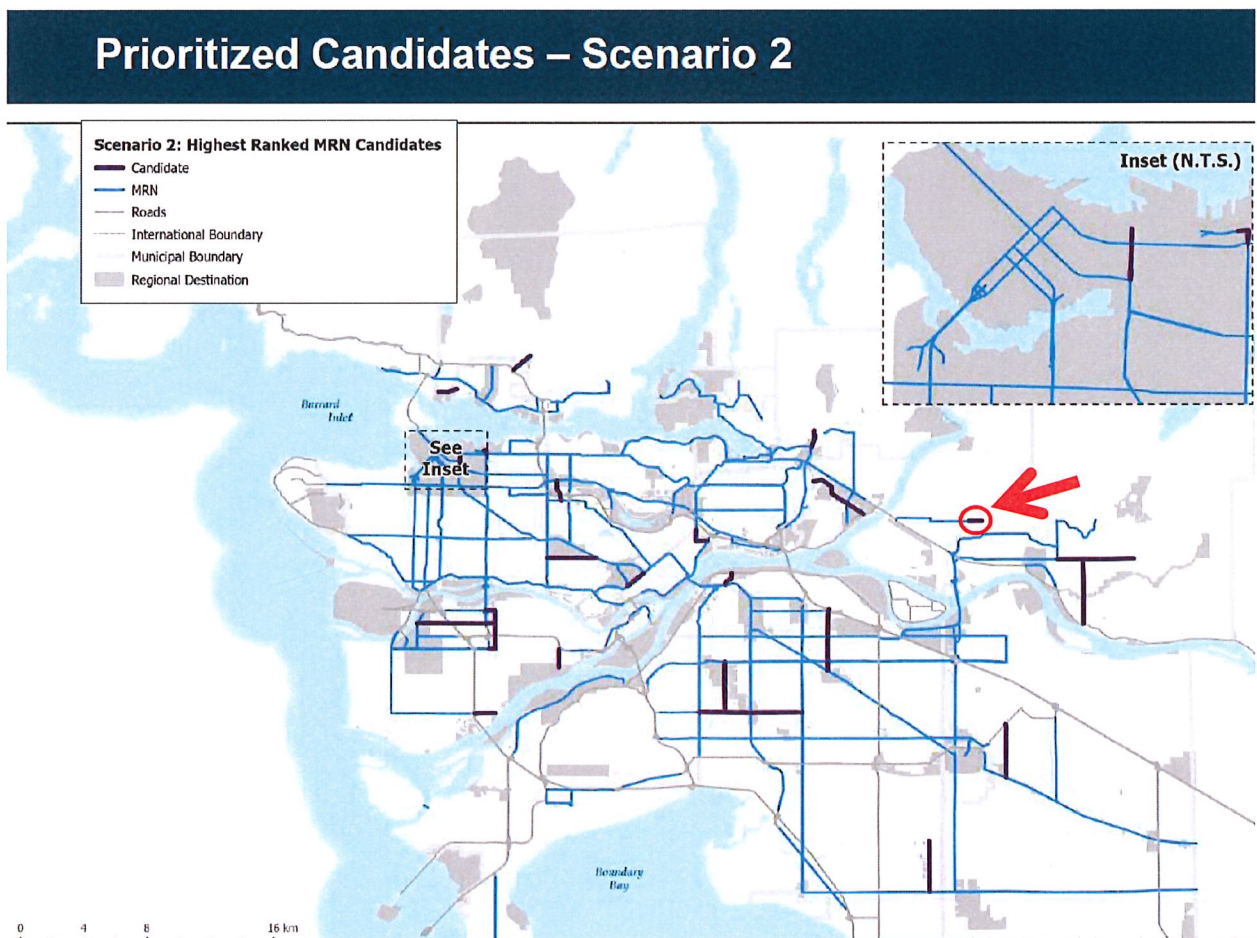 Prioritized Candidates – Scenario 2
Scenario 2: Highest Ranked MRN Candidates
Candidate
MRN
Roads
International Boundary
Municipal Boundary
Regional Destination
Inset (N.T.S.)
Burrard
Inlet
See
Inset
Boundary
Bay
0 4 8 16 km